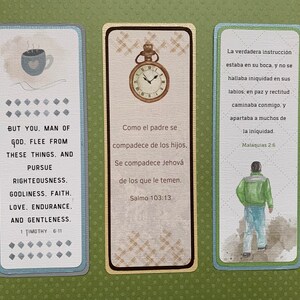 BUT YOU, MAN OF
GOD, FLEE FROM
THESE THINGS, AND
PURSUE
RIGHTEOUSNESS,
GODLINESS, FAITH,
LOVE, ENDURANCE,
AND GENTLENESS.
1 TIMOTHY 6:11
Como el padre se
compadece de los hijos,
Se compadece Jehová
de los que le temen.
Salmo 103:13
La verdadera instrucción
estaba en su boca, y no
se hallaba iniquidad en sus
labios; en paz y rectitud
caminaba conmigo, y
apartaba a muchos de
la iniquidad.
Malaquías 2:6